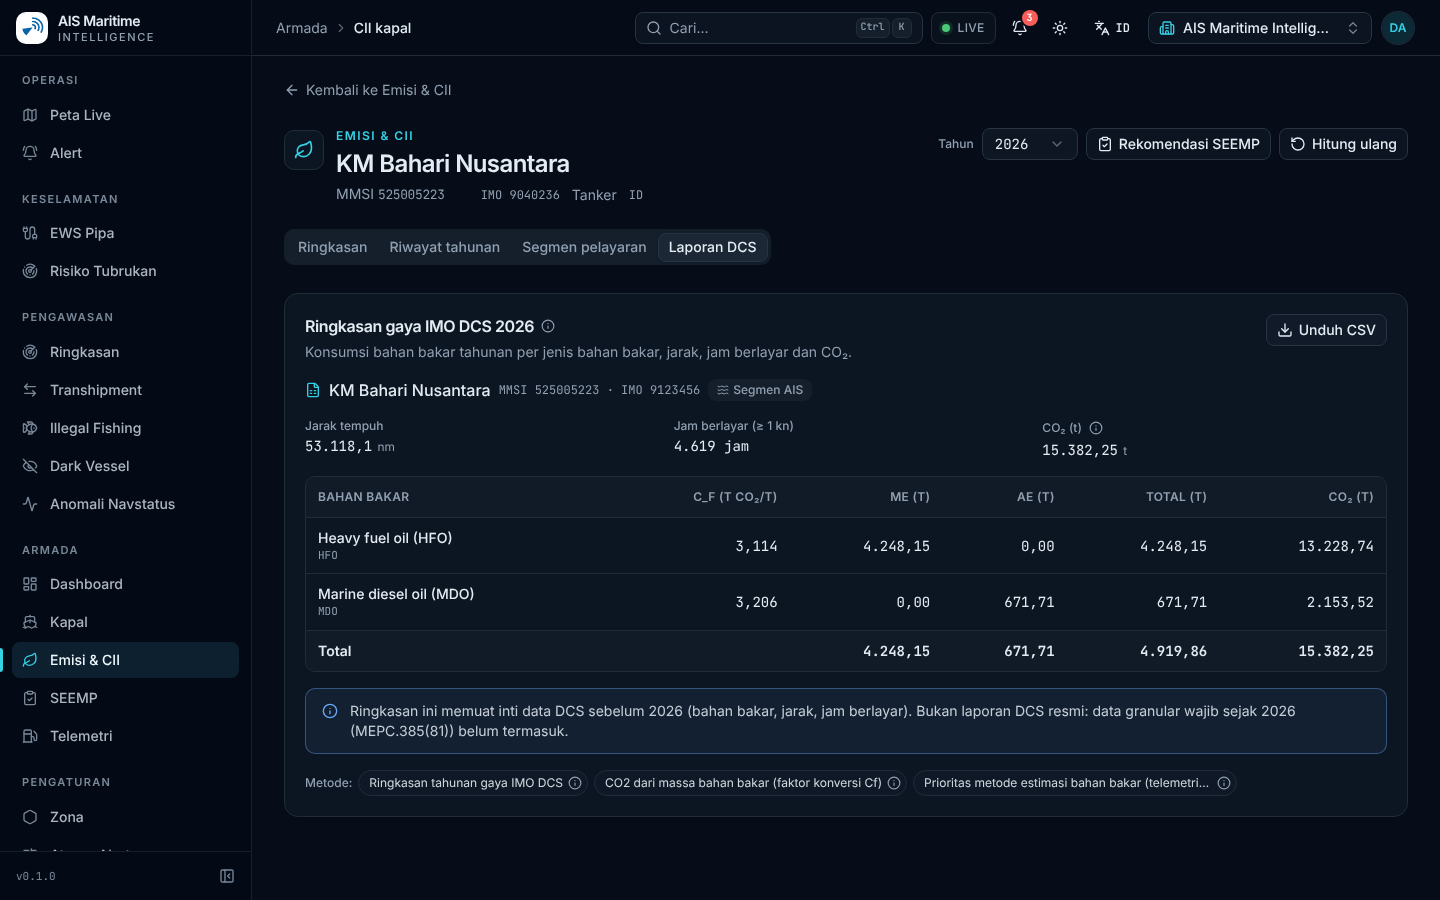 AIS Maritime
INTELLIGENCE
Armada > CII kapal
Cari...
Ctrl K
LIVE
3
ID
AIS Maritime Intellig...
DA
OPERASI
Peta Live
Alert
KESELAMATAN
EWS Pipa
Risiko Tubrukan
PENGAWASAN
Ringkasan
Transhipment
Illegal Fishing
Dark Vessel
Anomali Navstatus
ARMADA
Dashboard
Kapal
Emisi & CII
SEEMP
Telemetri
PENGATURAN
Zona
v0.1.0
Kembali ke Emisi & CII
EMISI & CII
KM Bahari Nusantara
MMSI 525005223 IMO 9040236 Tanker ID
Tahun 2026
Rekomendasi SEEMP
Hitung ulang
Ringkasan Riwayat tahunan Segmen pelayaran Laporan DCS
Ringkasan gaya IMO DCS 2026
Konsumsi bahan bakar tahunan per jenis bahan bakar, jarak, jam berlayar dan CO₂.
Unduh CSV
KM Bahari Nusantara MMSI 525005223 · IMO 9123456 Segmen AIS
Jarak tempuh
53.118,1 nm
Jam berlayar (≥ 1 kn)
4.619 jam
CO₂ (t)
15.382,25 t
BAHAN BAKAR C_F (T CO₂/T) ME (T) AE (T) TOTAL (T) CO₂ (T)
Heavy fuel oil (HFO)
HFO
3,114 4.248,15 0,00 4.248,15 13.228,74
Marine diesel oil (MDO)
MDO
3,206 0,00 671,71 671,71 2.153,52
Total 4.248,15 671,71 4.919,86 15.382,25
Ringkasan ini memuat inti data DCS sebelum 2026 (bahan bakar, jarak, jam berlayar). Bukan laporan DCS resmi: data granular wajib sejak 2026
(MEPC.385(81)) belum termasuk.
Metode: Ringkasan tahunan gaya IMO DCS CO2 dari massa bahan bakar (faktor konversi Cf) Prioritas metode estimasi bahan bakar (telemetri...